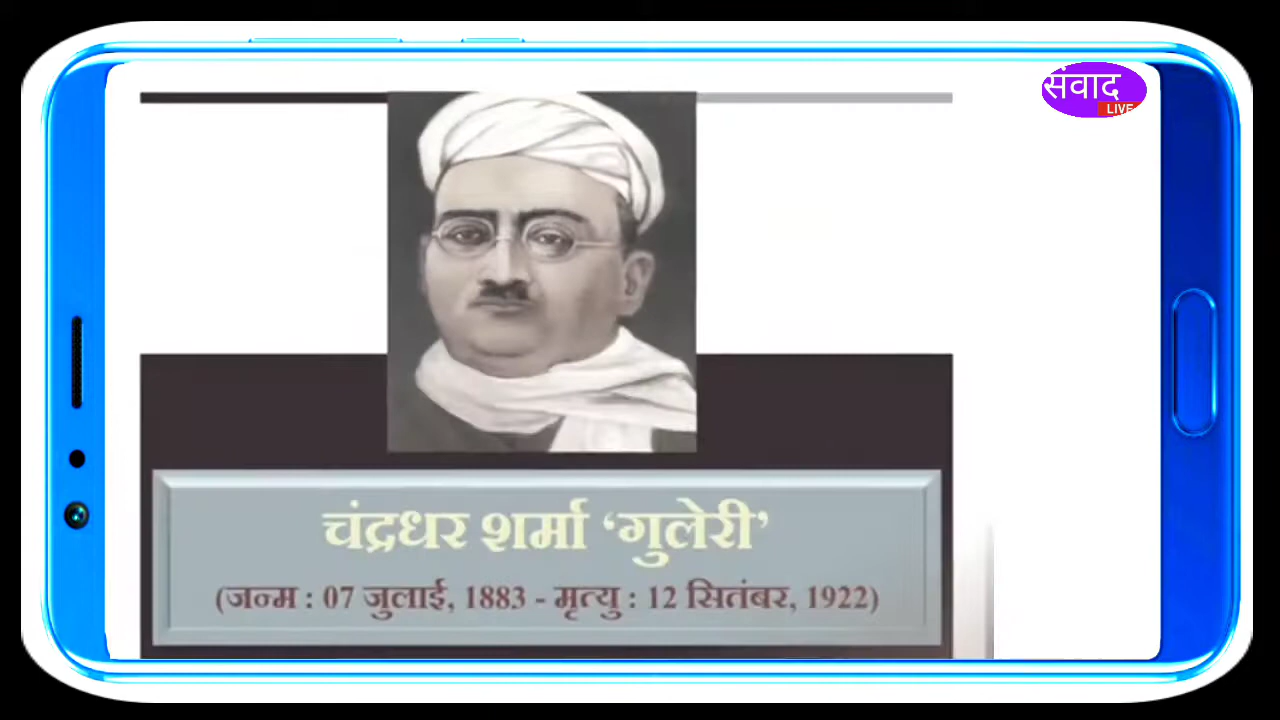 संवाद
LIVE
चंद्रधर शर्मा ‘गुलेरी’
(जन्म : 07 जुलाई, 1883 - मृत्यु : 12 सितंबर, 1922)